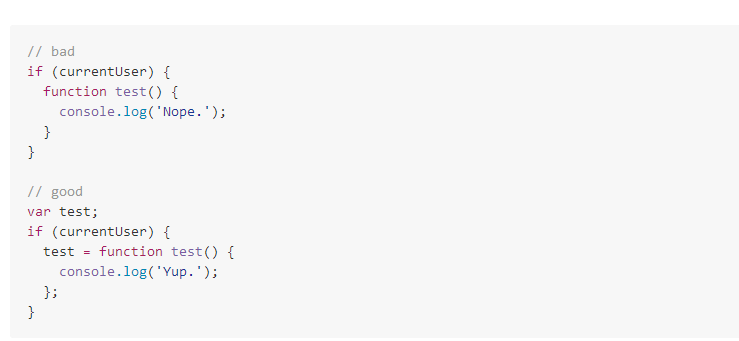 // bad
if (currentUser) {
  function test() {
    console.log('Nope.');
  }
}

// good
var test;
if (currentUser) {
  test = function test() {
    console.log('Yup.');
  };
}